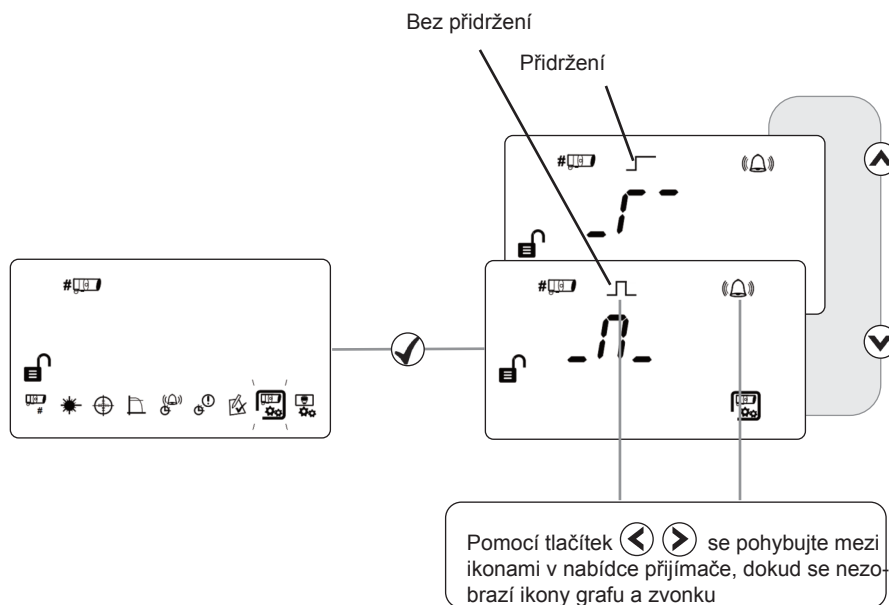 Bez přidržení
Přidržení
#
#
#
#
Pomocí tlačítek se pohybujte mezi
ikonami v nabídce přijímače, dokud se nezo-
brazí ikony grafu a zvonku